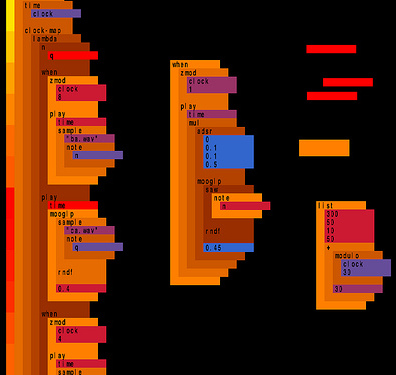 time
clock
clock-map
lambda
n
q
when
zmod
clock
8
play
time
sample
"ba.wav"
note
n
play
time
mooglp
sample
"ba.wav"
note
q
rndf
0.4
when
zmod
clock
4
play
time
sample
when
zmod
clock
1
play
time
mul
adsr
0
0.1
0.1
0.5
mooglp
saw
note
n
rndf
0.45
list
300
50
10
50
+
modulo
clock
33
30